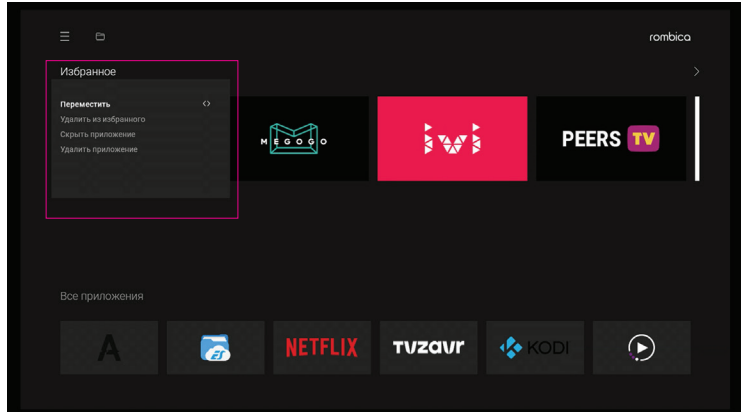 rombica
Избранное
Переместить
Удалить из избранного
Скрыть приложение
Удалить приложение
MEGOGO
ivi
PEERS TV
Все приложения
A
ES
NETFLIX
TVZAVR
KODI